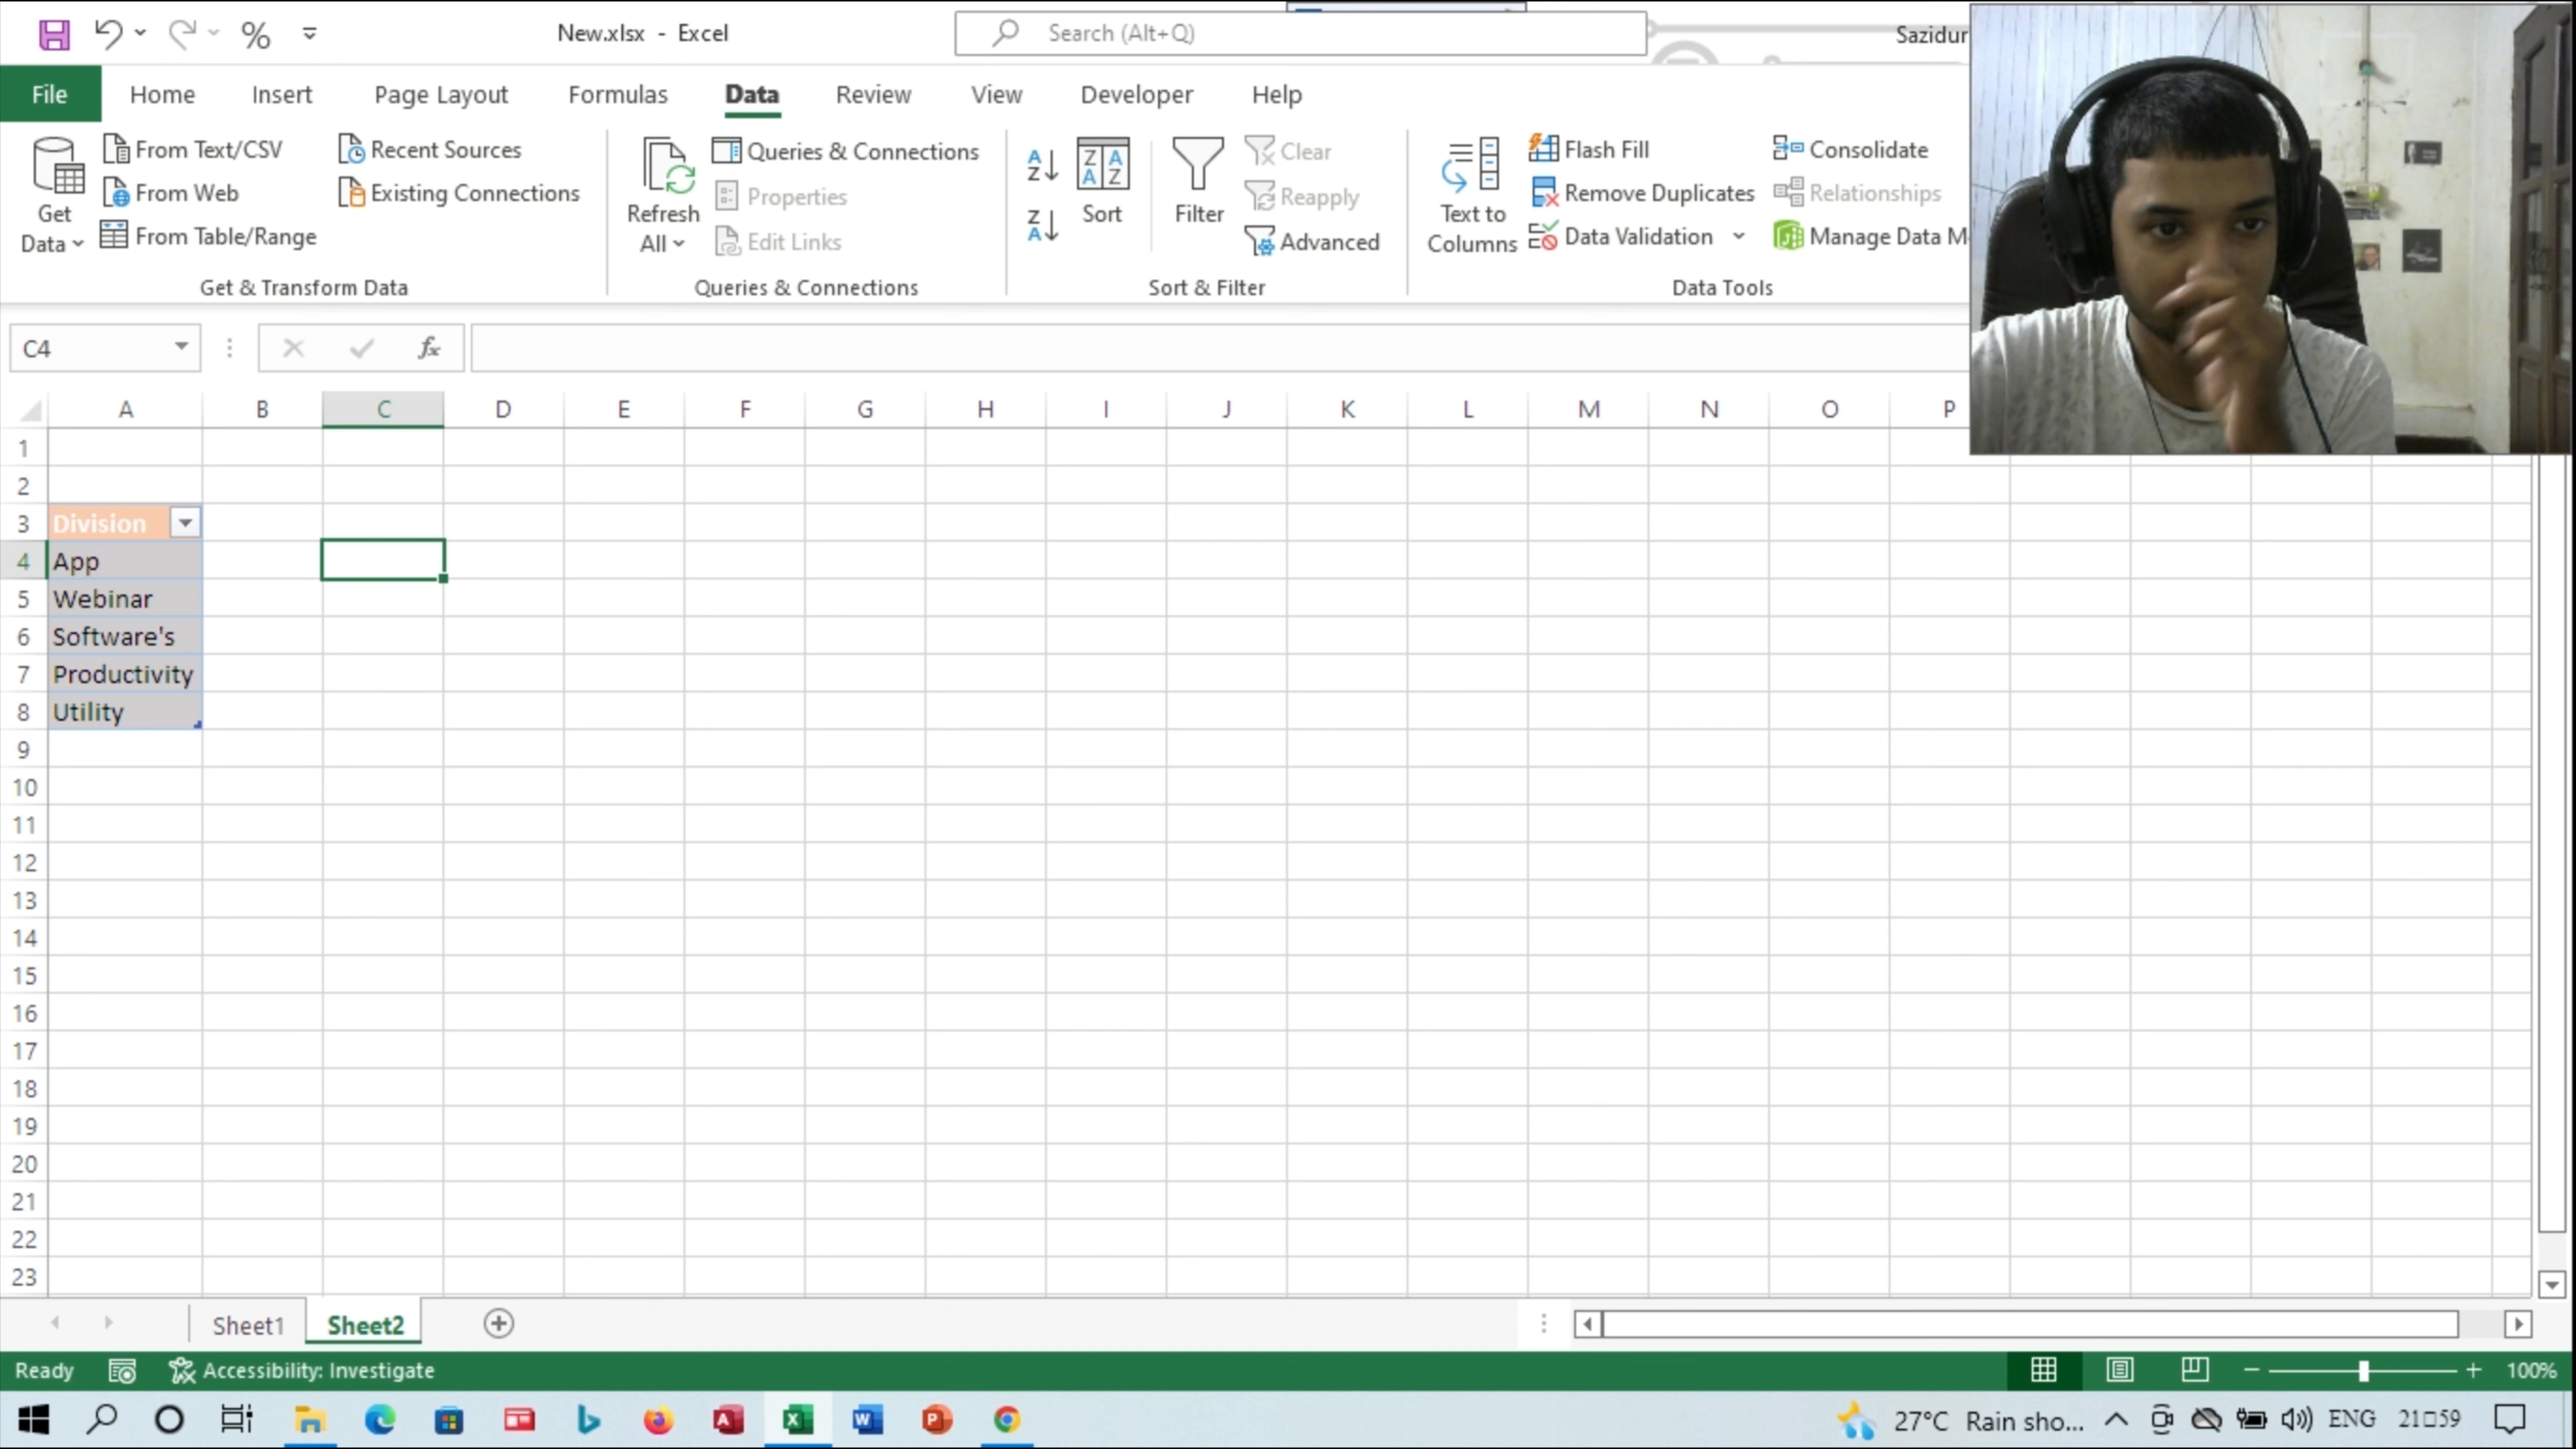 New.xlsx - Excel
Search (Alt+Q)
Sazidur
File Home Insert Page Layout Formulas Data Review View Developer Help
Get Data
From Text/CSV
From Web
From Table/Range
Recent Sources
Existing Connections
Get & Transform Data
Refresh All
Queries & Connections
Properties
Edit Links
Queries & Connections
Sort
Filter
Clear
Reapply
Advanced
Sort & Filter
Text to Columns
Flash Fill
Remove Duplicates
Data Validation
Consolidate
Relationships
Manage Data M
Data Tools
C4
fx
A B C D E F G H I J K L M N O P
1
2
3 Division
4 App
5 Webinar
6 Software's
7 Productivity
8 Utility
9
10
11
12
13
14
15
16
17
18
19
20
21
22
23
Sheet1 Sheet2
Ready Accessibility: Investigate 100%
27°C Rain sho... ENG 21□59